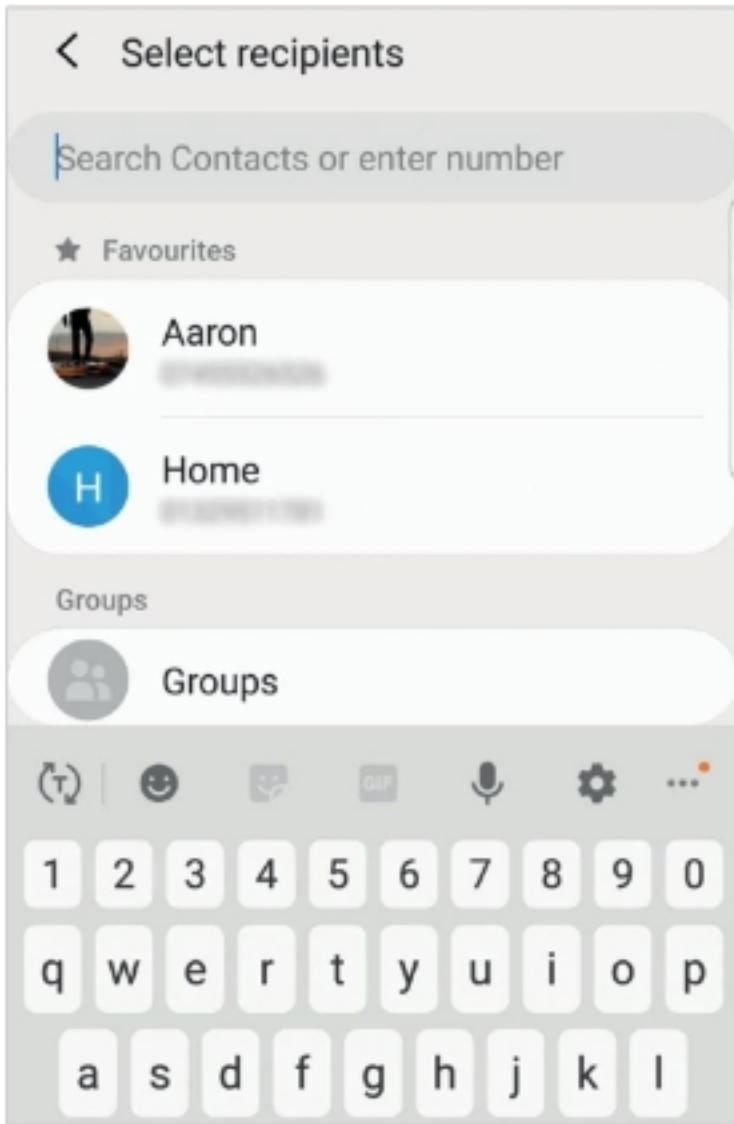 Select recipients
Search Contacts or enter number
Favourites
Aaron
H
Home
Groups
Groups
T
GIF
1 2 3 4 5 6 7 8 9 0
q w e r t y u i o p
a s d f g h j k l